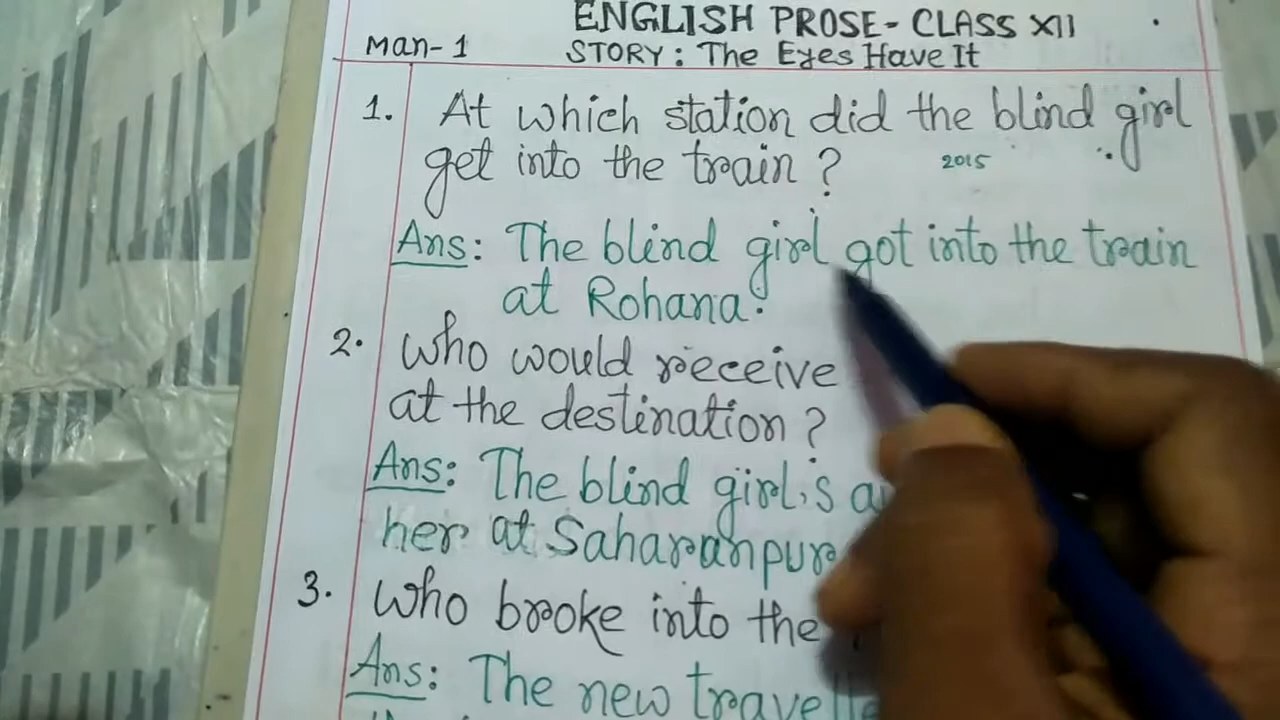 ENGLISH PROSE - CLASS XII
Man-1 STORY: The Eyes Have It
1. At which station did the blind girl
get into the train? 2015
Ans: The blind girl got into the train
at Rohana.
2. Who would receive
at the destination?
Ans: The blind girl's
her at Saharanpur
3. Who broke into the
Ans: The new